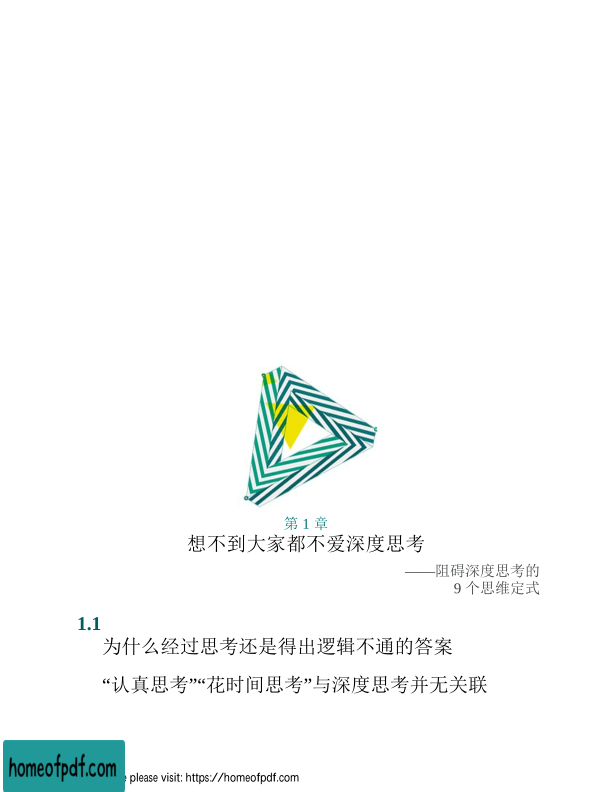 第 1 章
想不到大家都不爱深度思考
——阻碍深度思考的
9 个思维定式
1.1
为什么经过思考还是得出逻辑不通的答案
“认真思考”“花时间思考”与深度思考并无关联
homeofpdf.com
please visit: https://homeofpdf.com